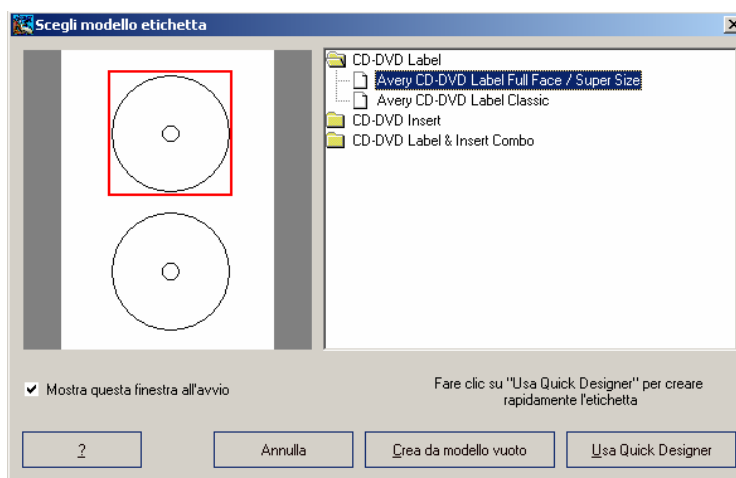 Scegli modello etichetta
CD-DVD Label
Avery CD-DVD Label Full Face / Super Size
Avery CD-DVD Label Classic
CD-DVD Insert
CD-DVD Label & Insert Combo
Mostra questa finestra all'avvio
Fare clic su "Usa Quick Designer" per creare
rapidamente l'etichetta
?
Annulla
Crea da modello vuoto
Usa Quick Designer